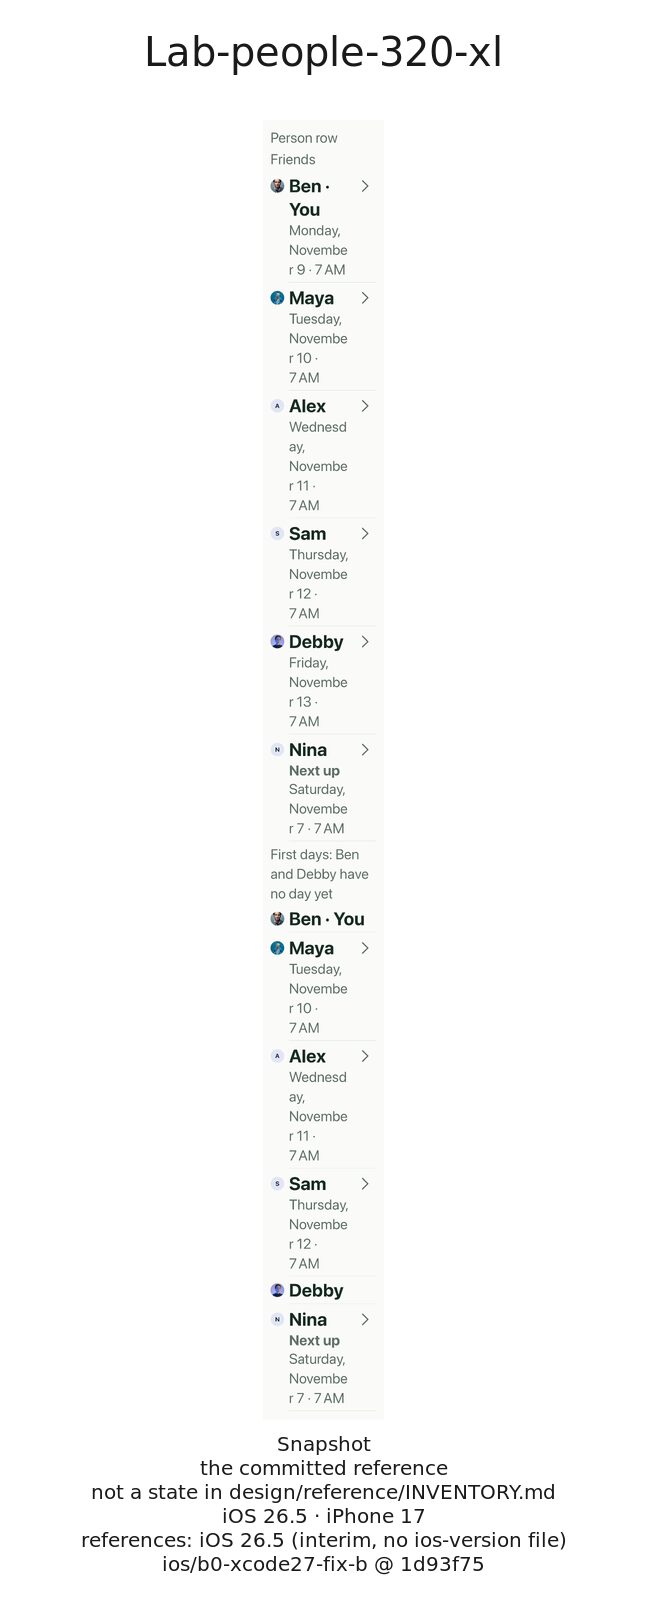 Lab-people-320-xl
Person row
Friends
Ben ·
You
Monday,
Novembe
r 9 · 7 AM
Maya
Tuesday,
Novembe
r 10 ·
7 AM
A
Alex
Wednesd
ay,
Novembe
r 11 ·
7 AM
S
Sam
Thursday,
Novembe
r 12 ·
7 AM
Debby
Friday,
Novembe
r 13 ·
7 AM
N
Nina
Next up
Saturday,
Novembe
r 7 · 7 AM
First days: Ben
and Debby have
no day yet
Ben · You
Maya
Tuesday,
Novembe
r 10 ·
7 AM
A
Alex
Wednesd
ay,
Novembe
r 11 ·
7 AM
S
Sam
Thursday,
Novembe
r 12 ·
7 AM
Debby
N
Nina
Next up
Saturday,
Novembe
r 7 · 7 AM
Snapshot
the committed reference
not a state in design/reference/INVENTORY.md
iOS 26.5 · iPhone 17
references: iOS 26.5 (interim, no ios-version file)
ios/b0-xcode27-fix-b @ 1d93f75